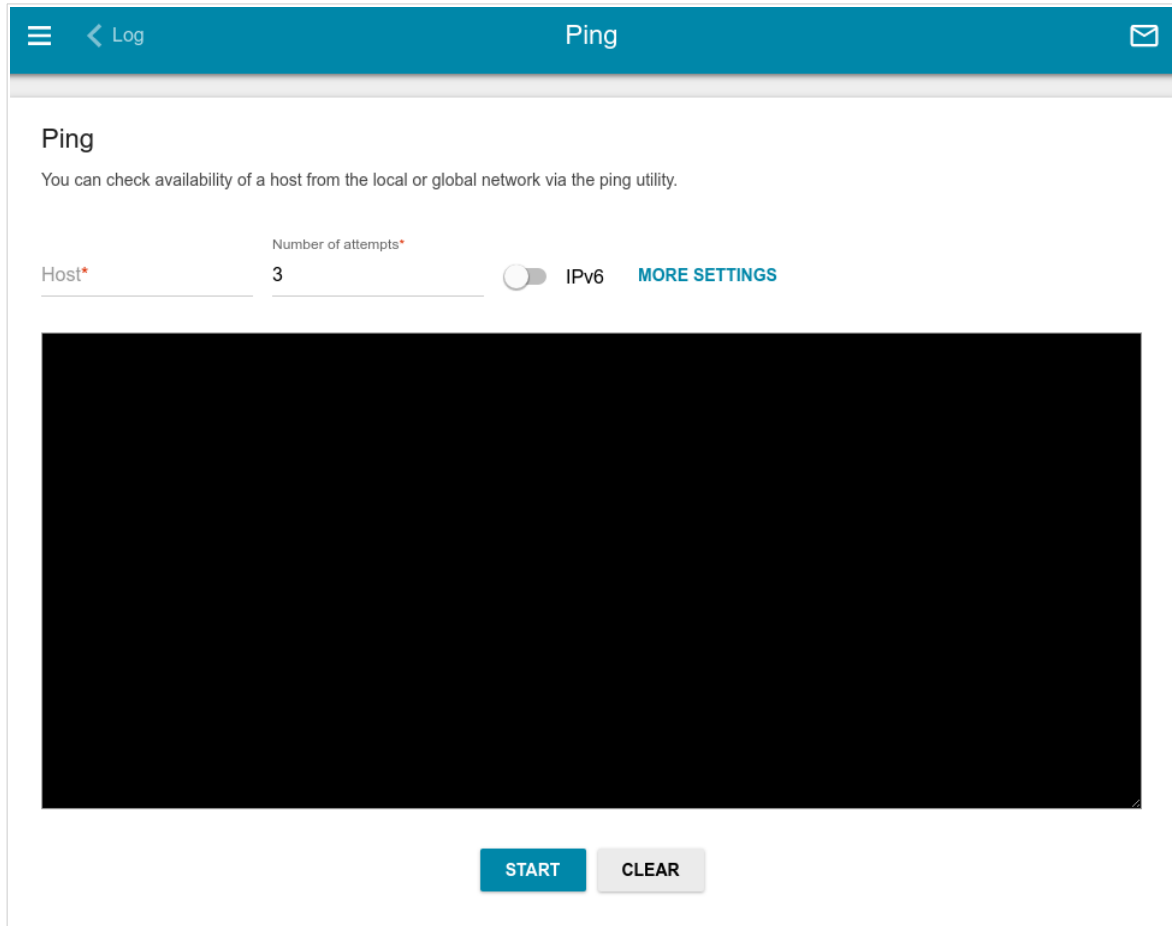 Log
Ping
Ping
You can check availability of a host from the local or global network via the ping utility.
Number of attempts*
Host*
3
IPv6
MORE SETTINGS
START
CLEAR